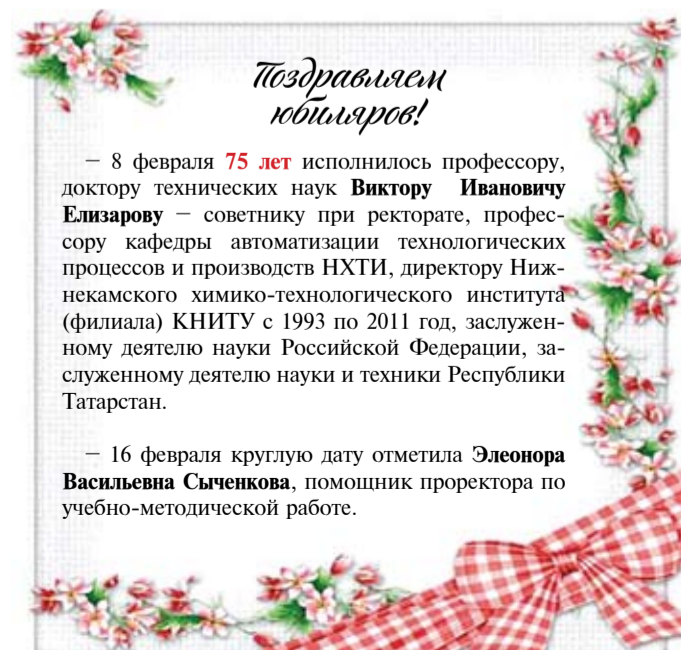 Поздравляем
юбиляров!
– 8 февраля 75 лет исполнилось профессору,
доктору технических наук Виктору Ивановичу
Елизарову – советнику при ректорате, профес-
сору кафедры автоматизации технологических
процессов и производств НХТИ, директору Ниж-
некамского химико-технологического института
(филиала) КНИТУ с 1993 по 2011 год, заслужен-
ному деятелю науки Российской Федерации, за-
служенному деятелю науки и техники Республики
Татарстан.
– 16 февраля круглую дату отметила Элеонора
Васильевна Сыченкова, помощник проректора по
учебно-методической работе.